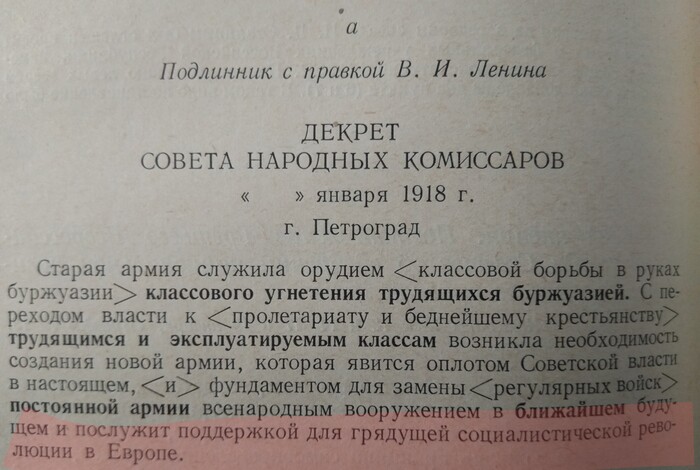 а
Подлинник с правкой В. И. Ленина
ДЕКРЕТ
СОВЕТА НАРОДНЫХ КОМИССАРОВ
« » января 1918 г.
г. Петроград
Старая армия служила орудием <классовой борьбы в руках
буржуазии> классового угнетения трудящихся буржуазией. С пе-
реходом власти к <пролетариату и беднейшему крестьянству>
трудящимся и эксплуатируемым классам возникла необходимость
создания новой армии, которая явится оплотом Советской власти
в настоящем, <и> фундаментом для замены <регулярных войск>
постоянной армии всенародным вооружением в ближайшем буду-
щем и послужит поддержкой для грядущей социалистической рево-
люции в Европе.